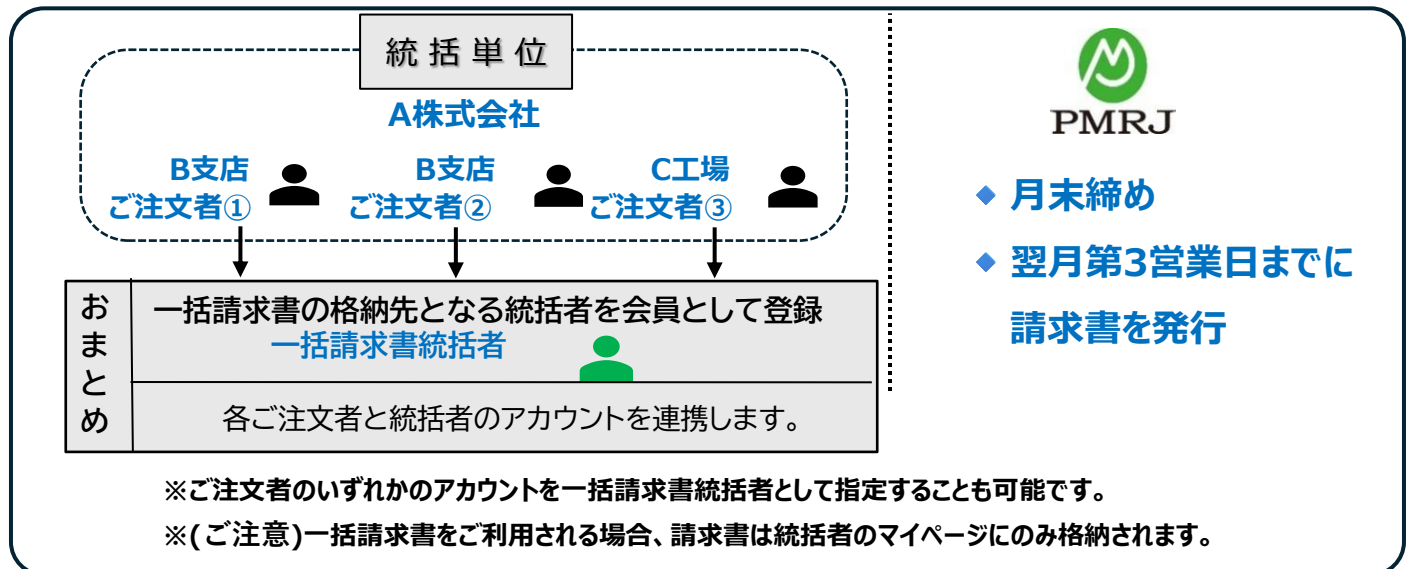 統括単位
A株式会社
B支店
ご注文者①
B支店
ご注文者②
C工場
ご注文者③
おまとめ
一括請求書の格納先となる統括者を会員として登録
一括請求書統括者
各ご注文者と統括者のアカウントを連携します。
PMRJ
◆ 月末締め
◆ 翌月第3営業日までに
請求書を発行
※ご注文者のいずれかのアカウントを一括請求書統括者として指定することも可能です。
※(ご注意)一括請求書をご利用される場合、請求書は統括者のマイページにのみ格納されます。